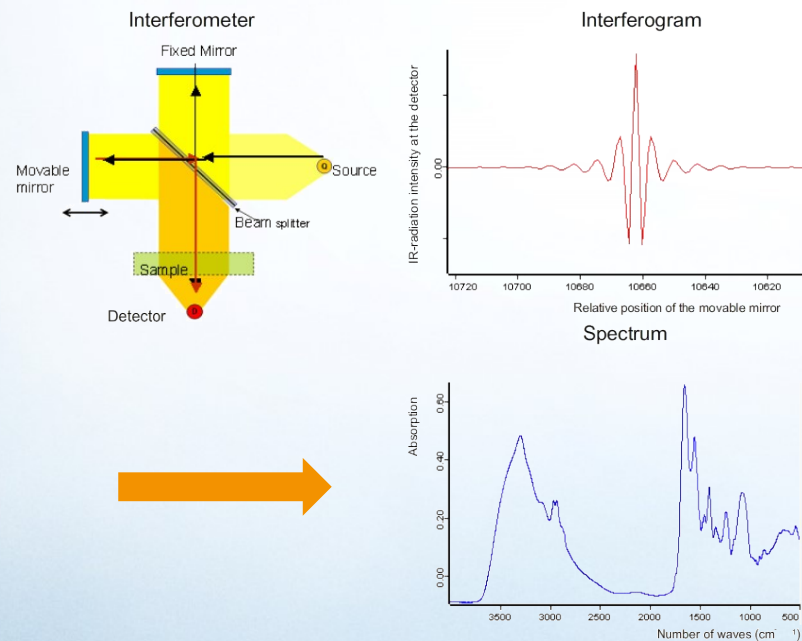 Interferometer
Fixed Mirror
Movable
mirror
Source
Beam splitter
Sample
Detector
Interferogram
IR-radiation intensity at the detector
0.00
10720 10700 10680 10660 10640 10620
Relative position of the movable mirror
Spectrum
Absorption
0.60
0.40
0.20
0.00
3500 3000 2500 2000 1500 1000 500
Number of waves (cm⁻¹)